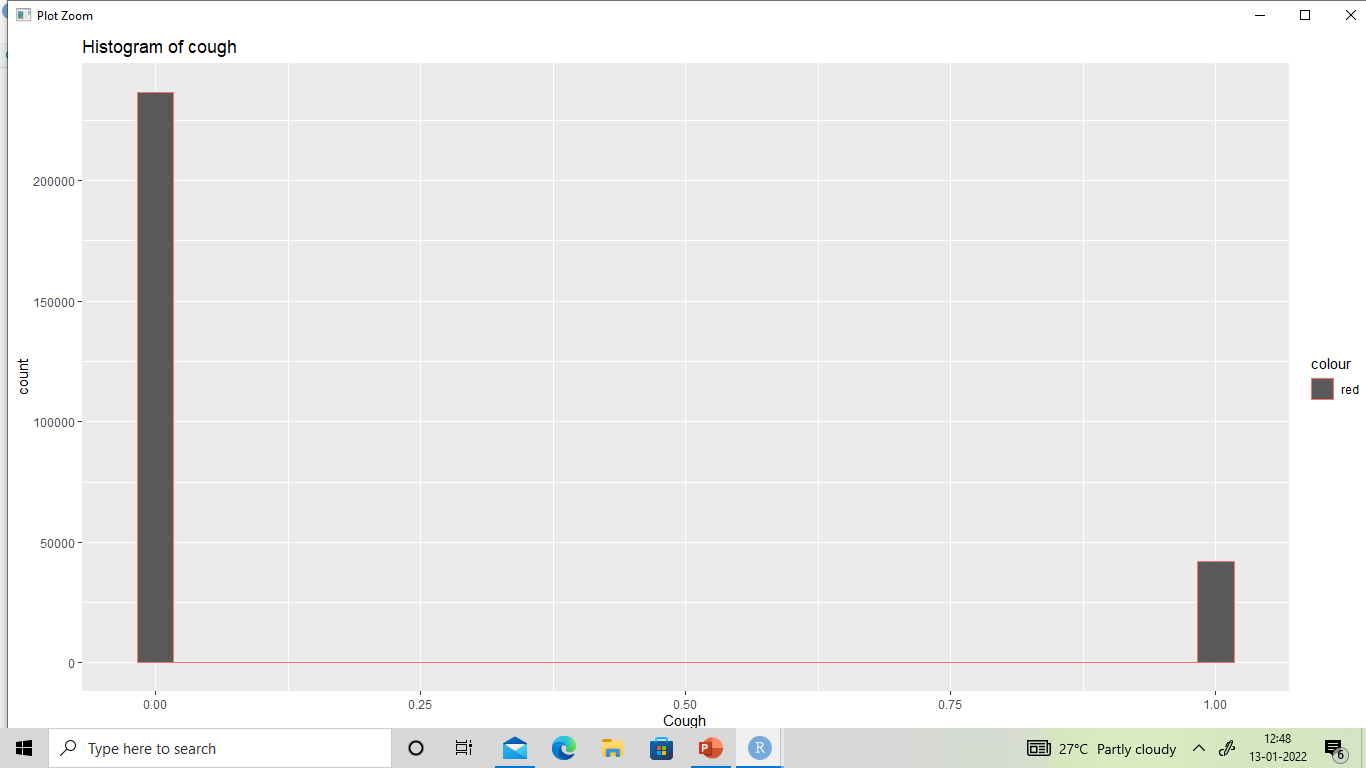 Plot Zoom
Histogram of cough
200000
150000
100000
50000
0
count
0.00 0.25 0.50 0.75 1.00
Cough
colour
red
Type here to search
P
R
27°C Partly cloudy
12:48
13-01-2022
6